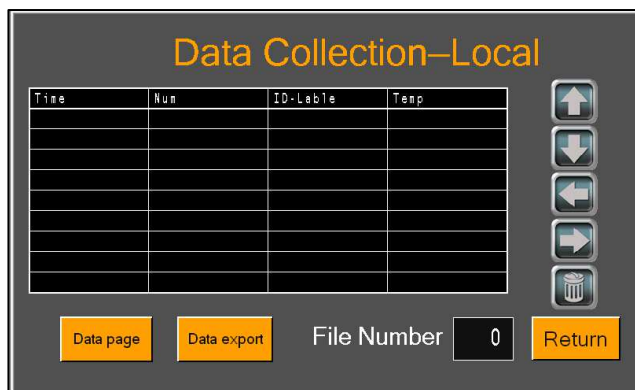 Data Collection—Local
Time Num ID-Lable Temp
Data page Data export File Number 0 Return